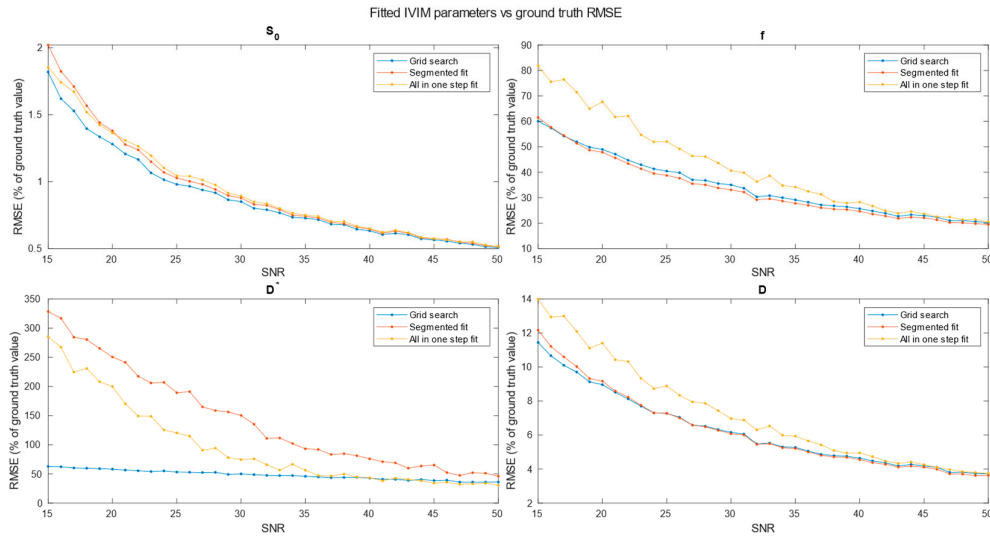 Fitted IVIM parameters vs ground truth RMSE
S0
RMSE (% of ground truth value)
2
1.5
1
0.5
15 20 25 30 35 40 45 50
SNR
Grid search
Segmented fit
All in one step fit
f
RMSE (% of ground truth value)
90
80
70
60
50
40
30
20
10
15 20 25 30 35 40 45 50
SNR
Grid search
Segmented fit
All in one step fit
D*
RMSE (% of ground truth value)
350
300
250
200
150
100
50
0
15 20 25 30 35 40 45 50
SNR
Grid search
Segmented fit
All in one step fit
D
RMSE (% of ground truth value)
14
12
10
8
6
4
2
15 20 25 30 35 40 45 50
SNR
Grid search
Segmented fit
All in one step fit